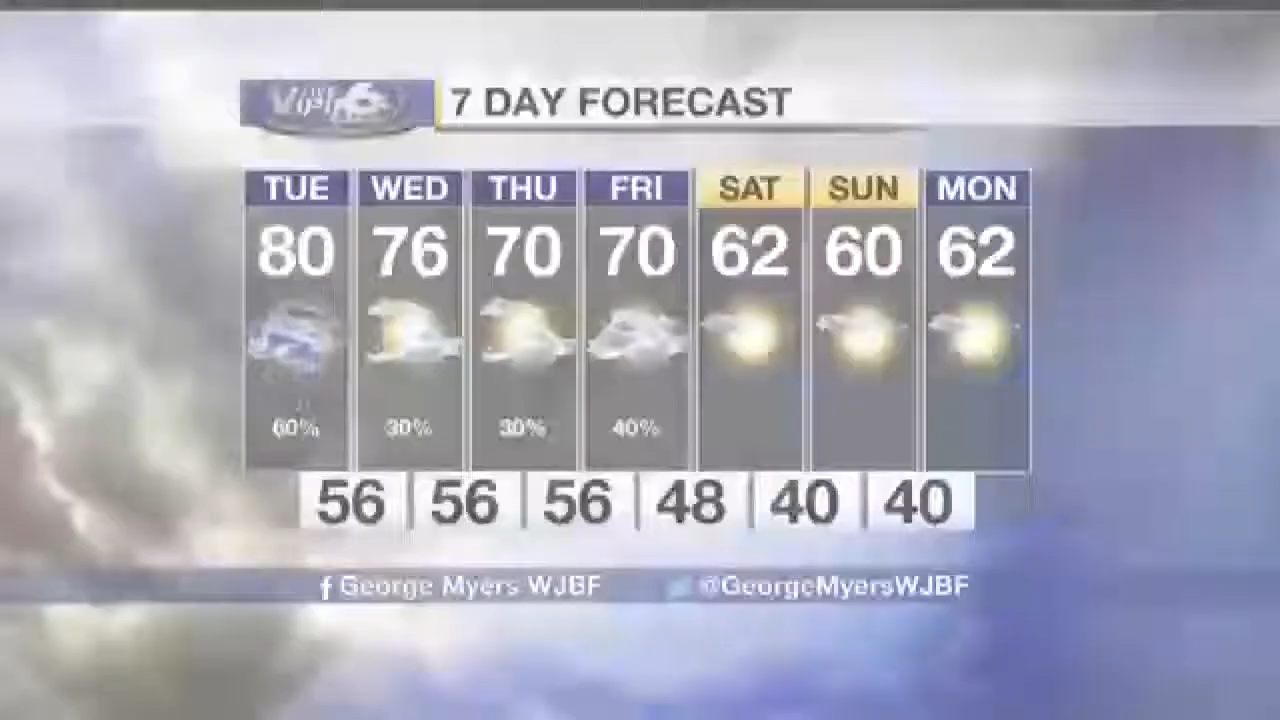 7 DAY FORECAST
TUE WED THU FRI SAT SUN MON
80 76 70 70 62 60 62
60% 30% 30% 40%
56 56 56 48 40 40
f George Myers WJBF @GeorgeMyersWJBF